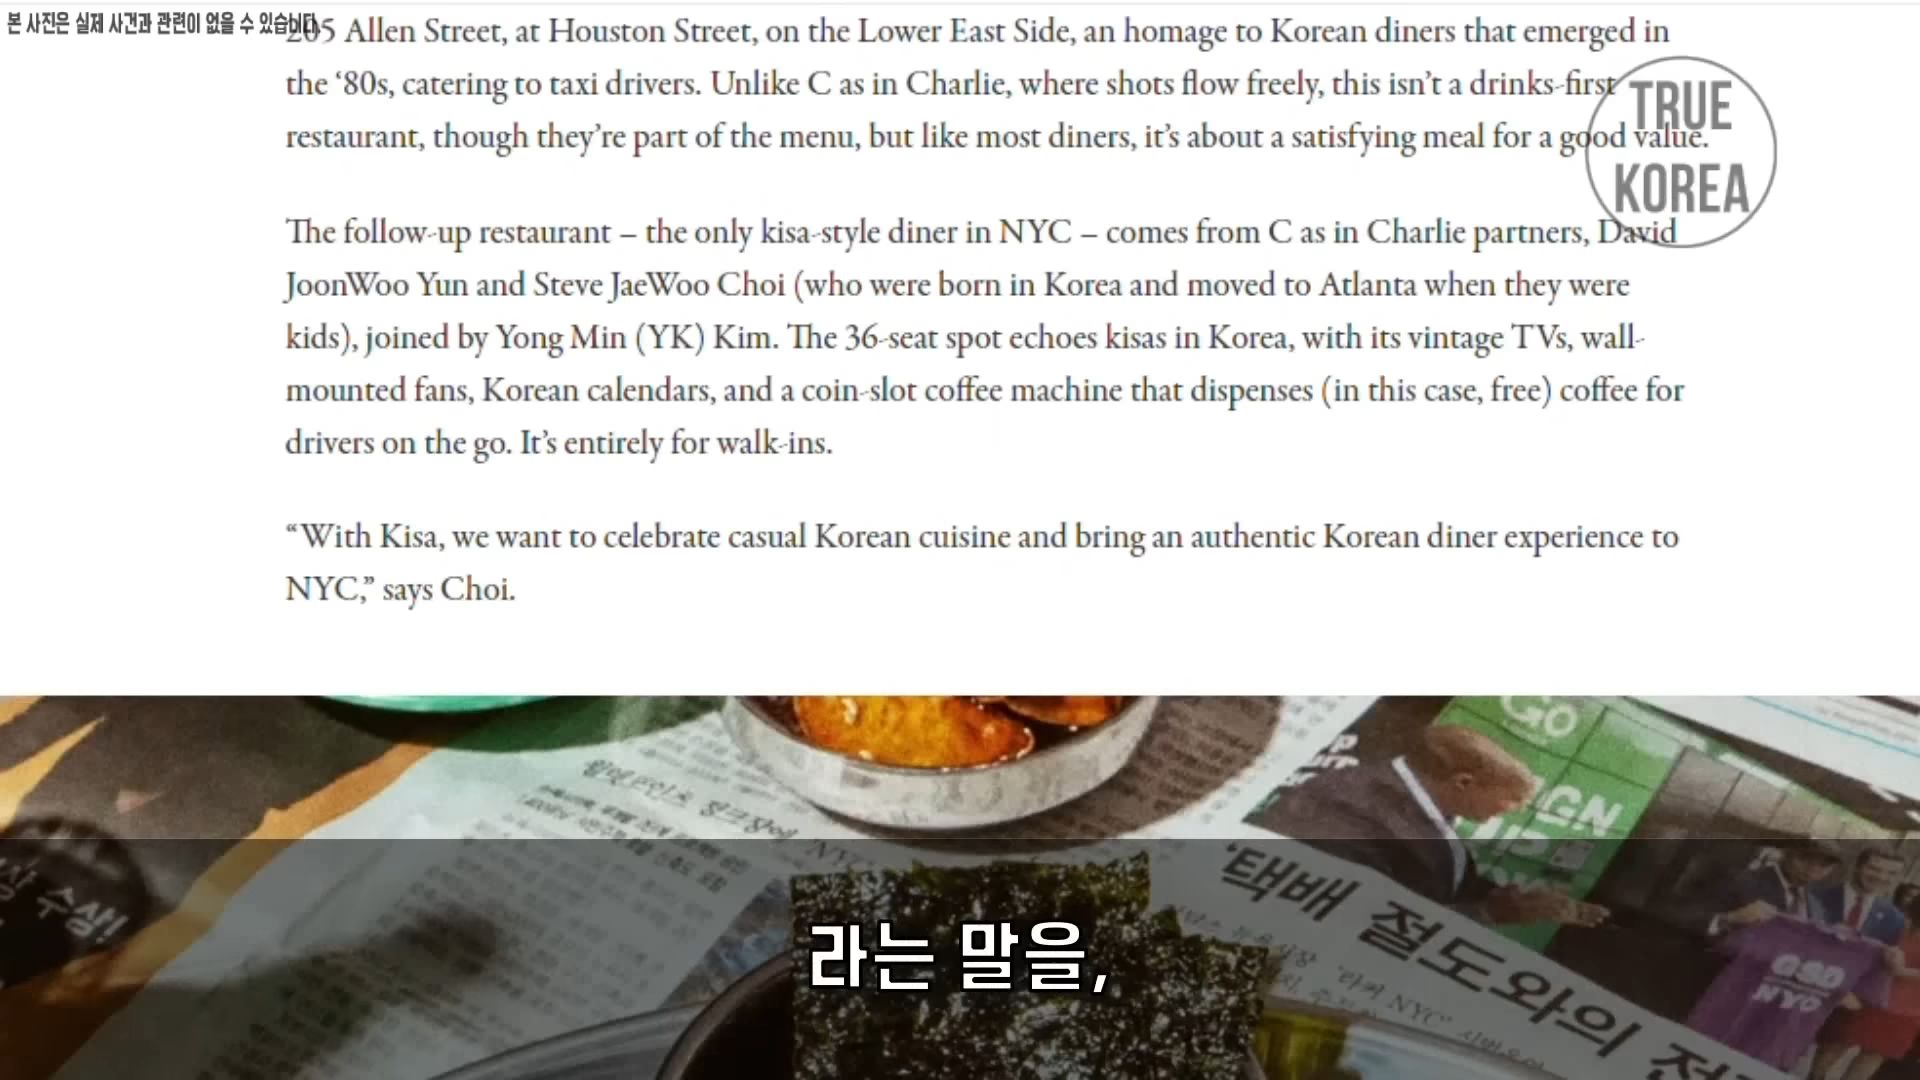 본 사진은 실제 사건과 관련이 없을 수 있습니다.
205 Allen Street, at Houston Street, on the Lower East Side, an homage to Korean diners that emerged in
the ‘80s, catering to taxi drivers. Unlike C as in Charlie, where shots flow freely, this isn’t a drinks-first
restaurant, though they’re part of the menu, but like most diners, it’s about a satisfying meal for a good value.
TRUE
KOREA
The follow-up restaurant – the only kisa-style diner in NYC – comes from C as in Charlie partners, David
JoonWoo Yun and Steve JaeWoo Choi (who were born in Korea and moved to Atlanta when they were
kids), joined by Yong Min (YK) Kim. The 36-seat spot echoes kisas in Korea, with its vintage TVs, wall-
mounted fans, Korean calendars, and a coin-slot coffee machine that dispenses (in this case, free) coffee for
drivers on the go. It’s entirely for walk-ins.
“With Kisa, we want to celebrate casual Korean cuisine and bring an authentic Korean diner experience to
NYC,” says Choi.
GO
수상!
‘택배 절도와의
GSD
NYC
라는 말을,